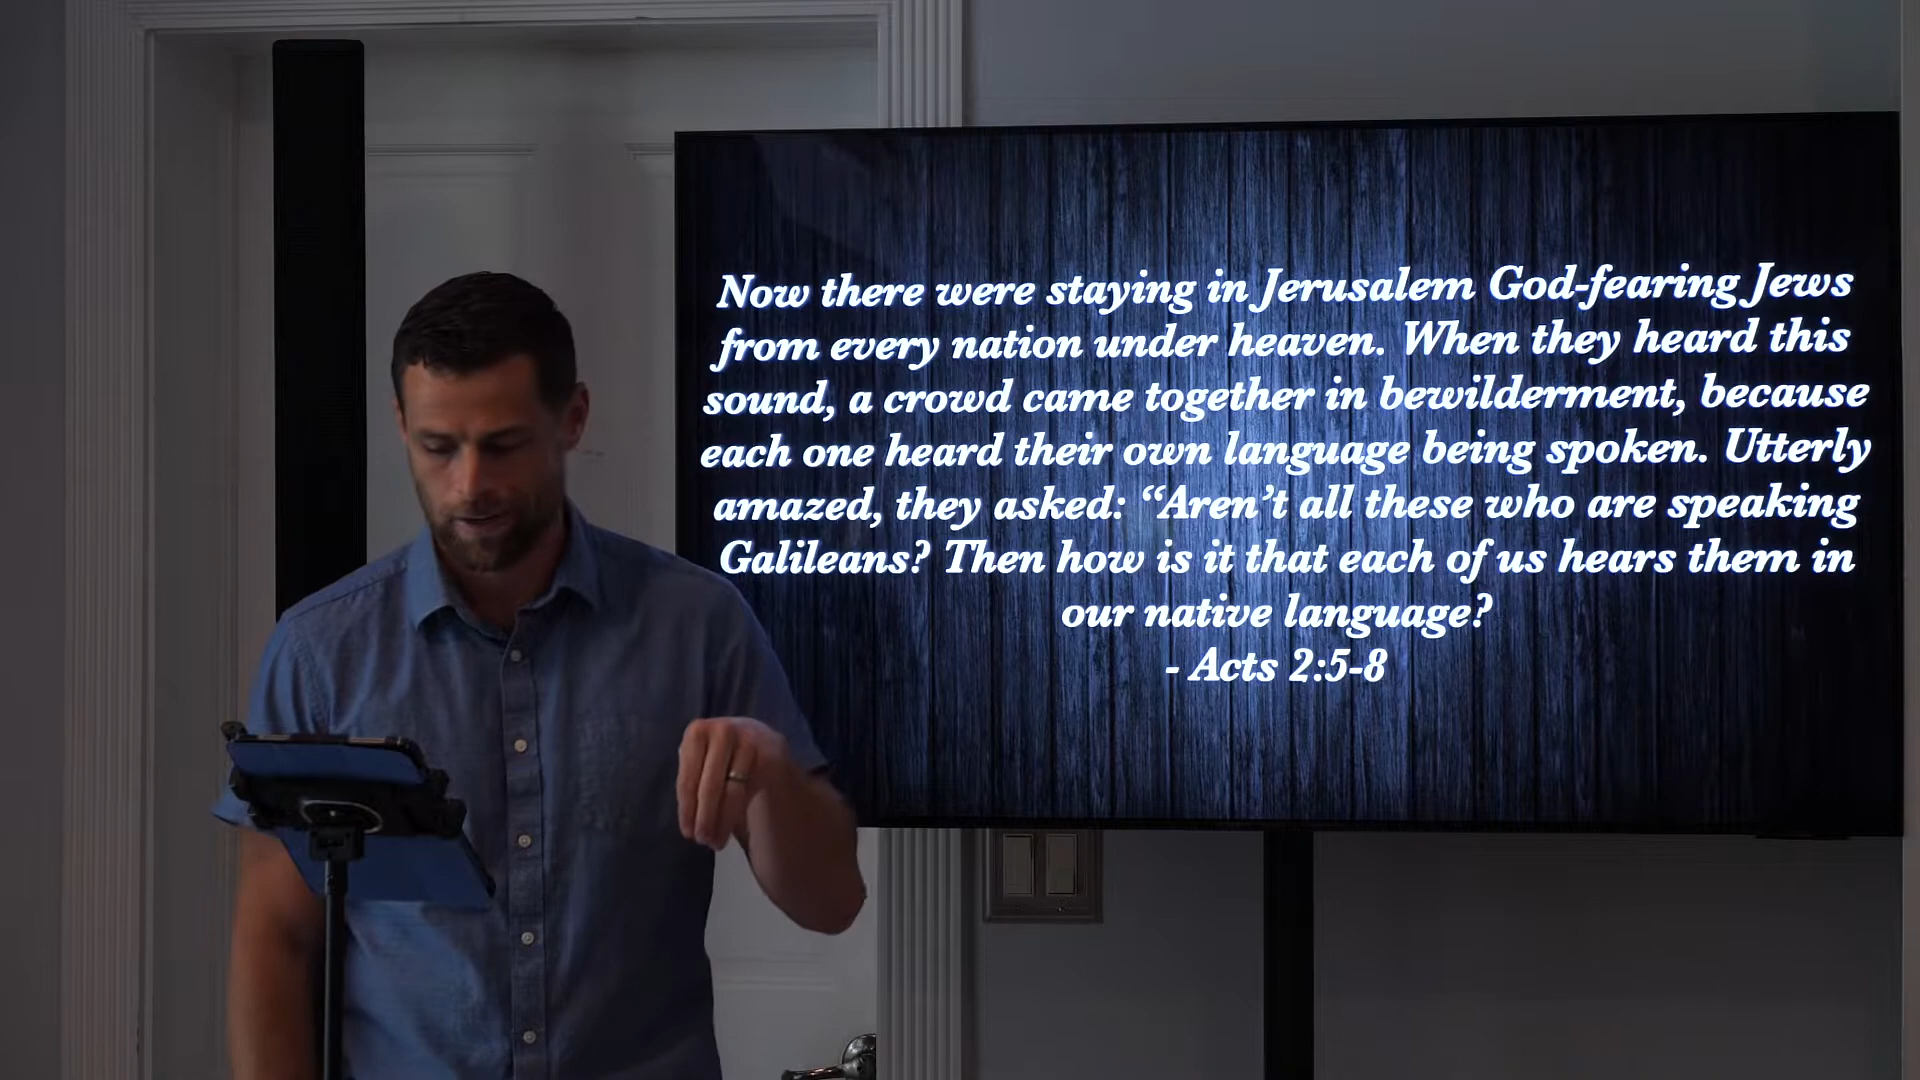 Now there were staying in Jerusalem God-fearing Jews
from every nation under heaven. When they heard this
sound, a crowd came together in bewilderment, because
each one heard their own language being spoken. Utterly
amazed, they asked: “Aren’t all these who are speaking
Galileans? Then how is it that each of us hears them in
our native language?
- Acts 2:5-8